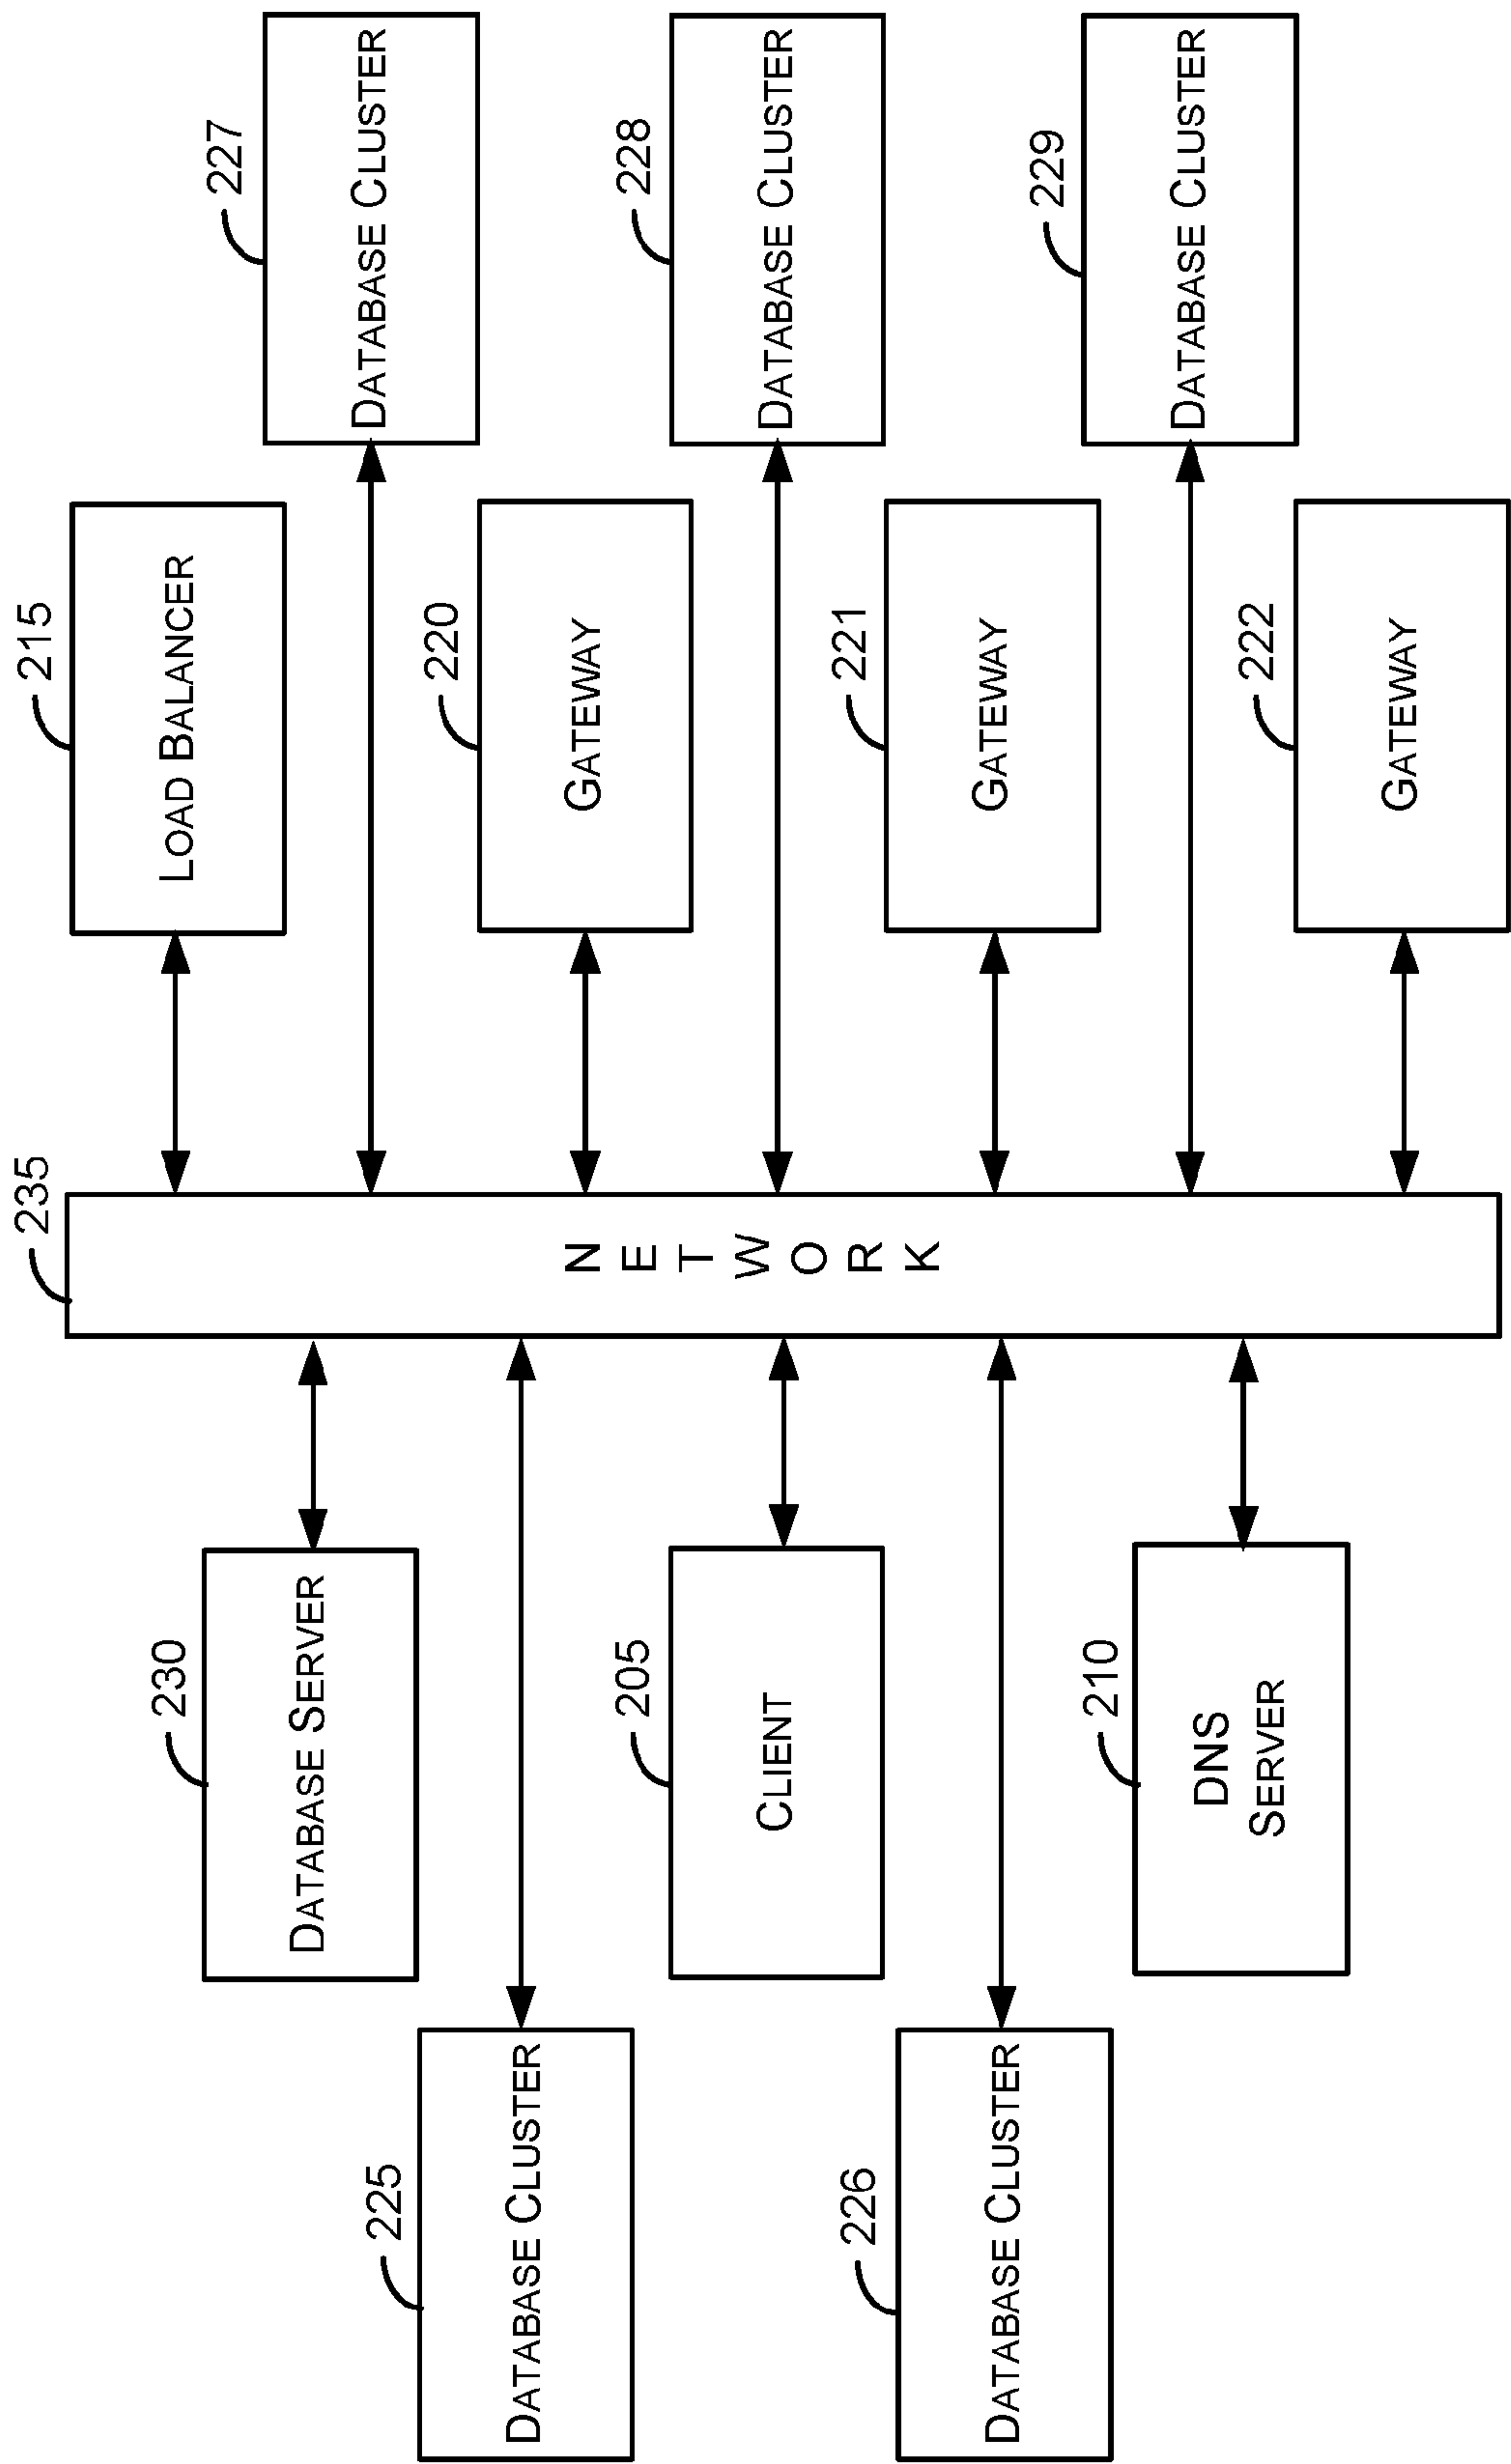 235
215
LOAD BALANCER
230
DATABASE SERVER
227
DATABASE CLUSTER
225
DATABASE CLUSTER
220
GATEWAY
N
E
T
W
O
R
K
205
CLIENT
228
DATABASE CLUSTER
226
DATABASE CLUSTER
221
GATEWAY
210
DNS
SERVER
229
DATABASE CLUSTER
222
GATEWAY